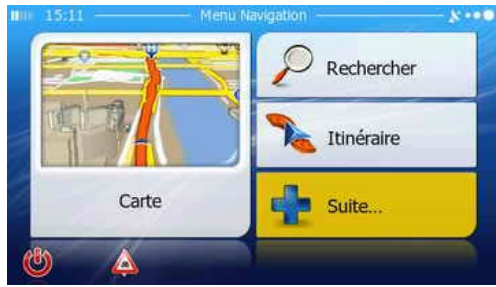 15:11
Menu Navigation
Rechercher
Itinéraire
Carte
Suite...